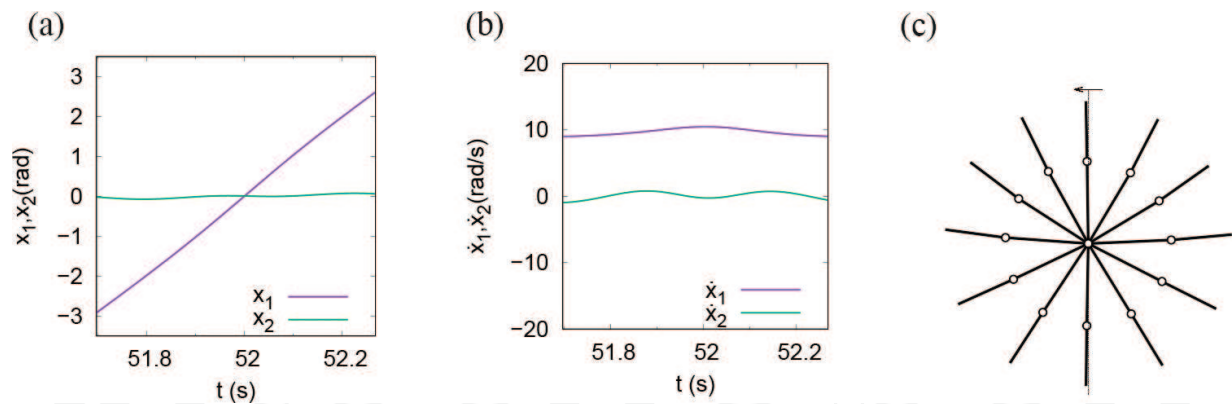 (a)
3
2
1
0
−1
−2
−3
x₁,x₂(rad)
x₁
x₂
51.8 52 52.2
t (s)
(b)
20
10
0
−10
−20
ẋ₁,ẋ₂(rad/s)
ẋ₁
ẋ₂
51.8 52 52.2
t (s)
(c)